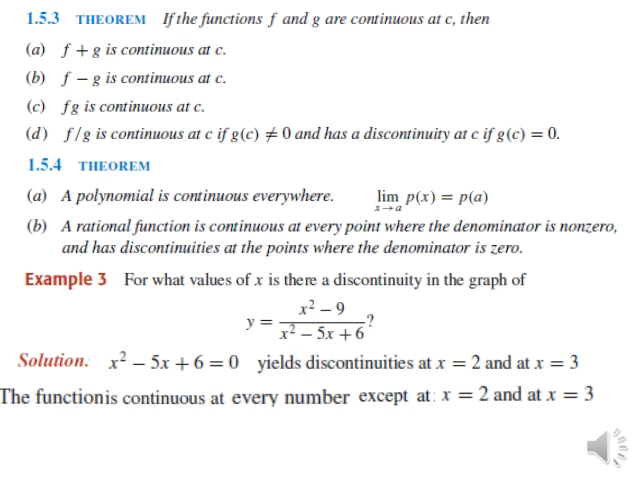 1.5.3 THEOREM If the functions f and g are continuous at c, then
(a) f + g is continuous at c.
(b) f − g is continuous at c.
(c) fg is continuous at c.
(d) f/g is continuous at c if g(c) ≠ 0 and has a discontinuity at c if g(c) = 0.
1.5.4 THEOREM
(a) A polynomial is continuous everywhere. lim x→a p(x) = p(a)
(b) A rational function is continuous at every point where the denominator is nonzero,
and has discontinuities at the points where the denominator is zero.
Example 3 For what values of x is there a discontinuity in the graph of
y = (x² − 9)/(x² − 5x + 6)?
Solution: x² − 5x + 6 = 0 yields discontinuities at x = 2 and at x = 3
The function is continuous at every number except at: x = 2 and at x = 3